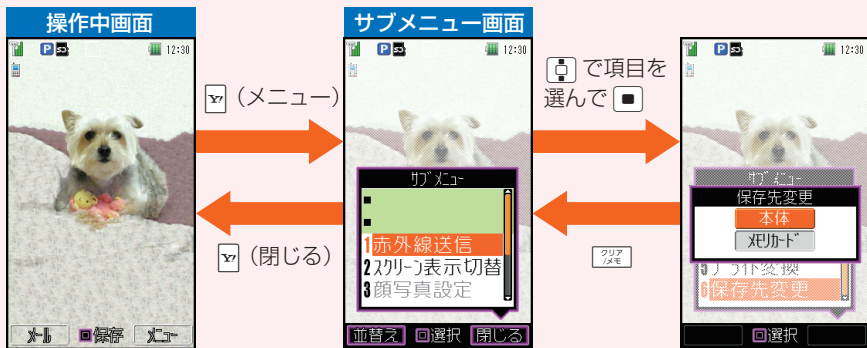 操作中画面
12:30
メール
保存
メニュー
Y! （メニュー）
Y! （閉じる）
サブメニュー画面
12:30
サブメニュー
1赤外線送信
2スクリーン表示切替
3顔写真設定
並替え
選択
閉じる
で項目を
選んで
クリア
/メモ
12:30
サブメニュー
保存先変更
本体
メモリカード
6保存先変更
選択